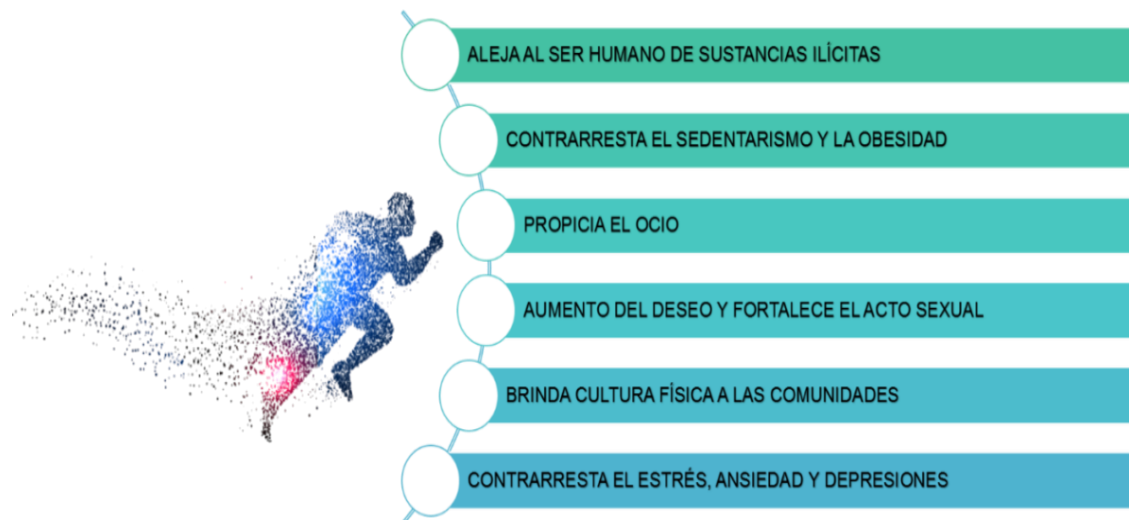 ALEJA AL SER HUMANO DE SUSTANCIAS ILÍCITAS
CONTRARRESTA EL SEDENTARISMO Y LA OBESIDAD
PROPICIA EL OCIO
AUMENTO DEL DESEO Y FORTALECE EL ACTO SEXUAL
BRINDA CULTURA FÍSICA A LAS COMUNIDADES
CONTRARRESTA EL ESTRÉS, ANSIEDAD Y DEPRESIONES